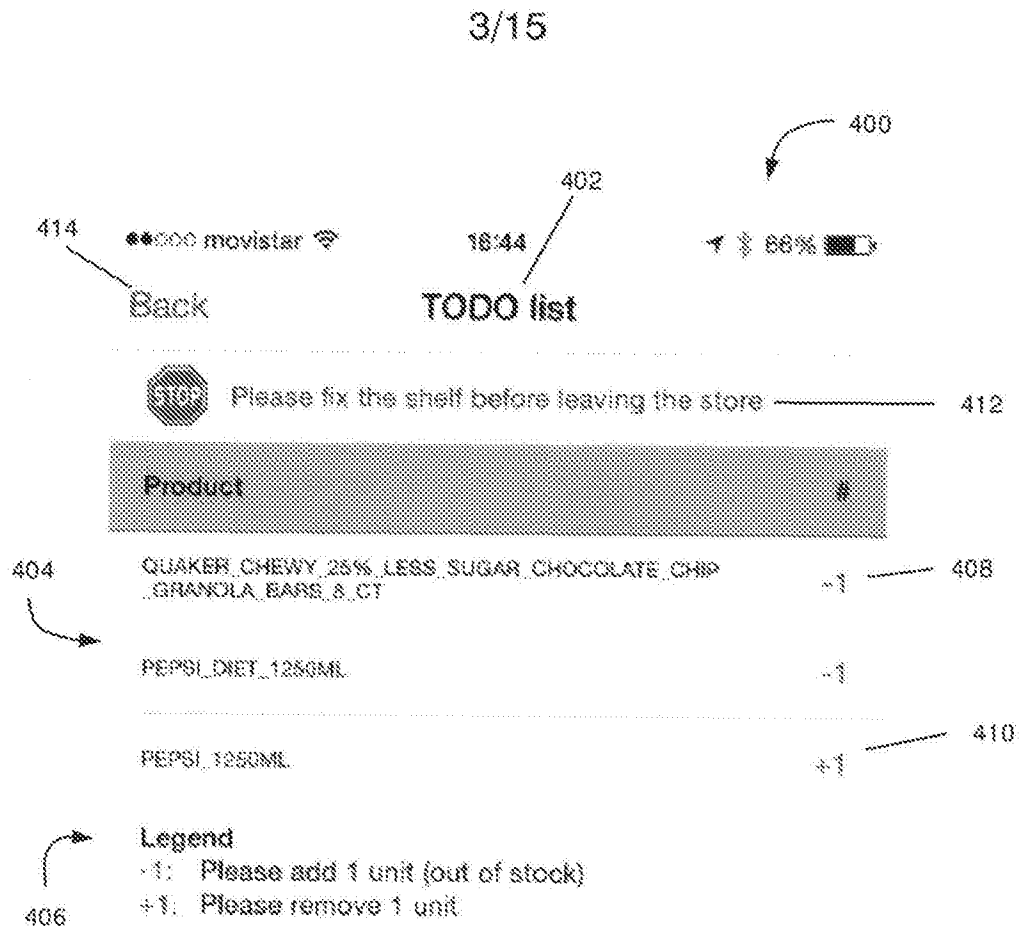 3/15
400
402
414
movistar 16:44 66%
Back TODO list
STOP Please fix the shelf before leaving the store 412
Product #
404
QUAKER_CHEWY_25%_LESS_SUGAR_CHOCOLATE_CHIP
_GRANOLA_BARS_8_CT -1 408
PEPSI_DIET_1250ML -1
410
PEPSI_1250ML +1
Legend
-1: Please add 1 unit (out of stock)
+1: Please remove 1 unit
406